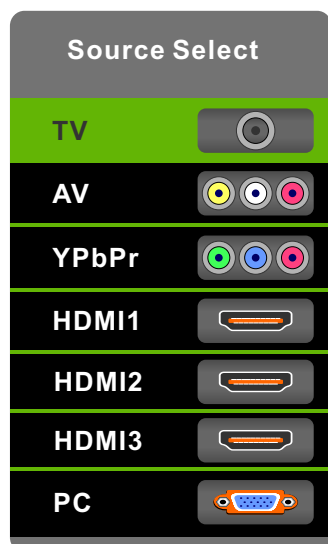 Source Select
TV
AV
YPbPr
HDMI1
HDMI2
HDMI3
PC